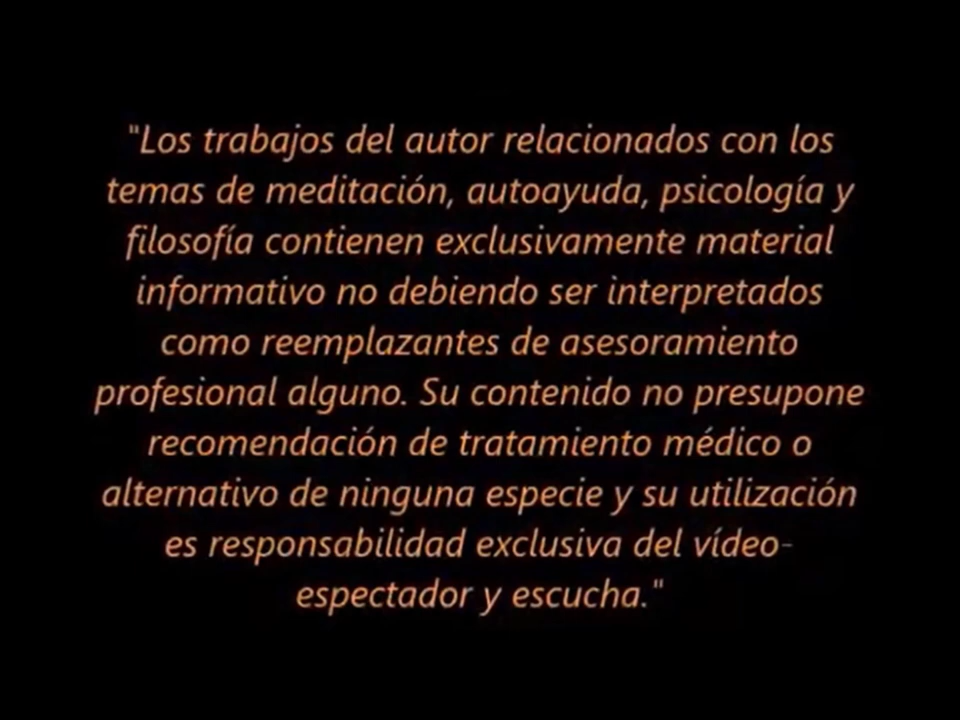 "Los trabajos del autor relacionados con los
temas de meditación, autoayuda, psicología y
filosofía contienen exclusivamente material
informativo no debiendo ser interpretados
como reemplazantes de asesoramiento
profesional alguno. Su contenido no presupone
recomendación de tratamiento médico o
alternativo de ninguna especie y su utilización
es responsabilidad exclusiva del vídeo-
espectador y escucha."